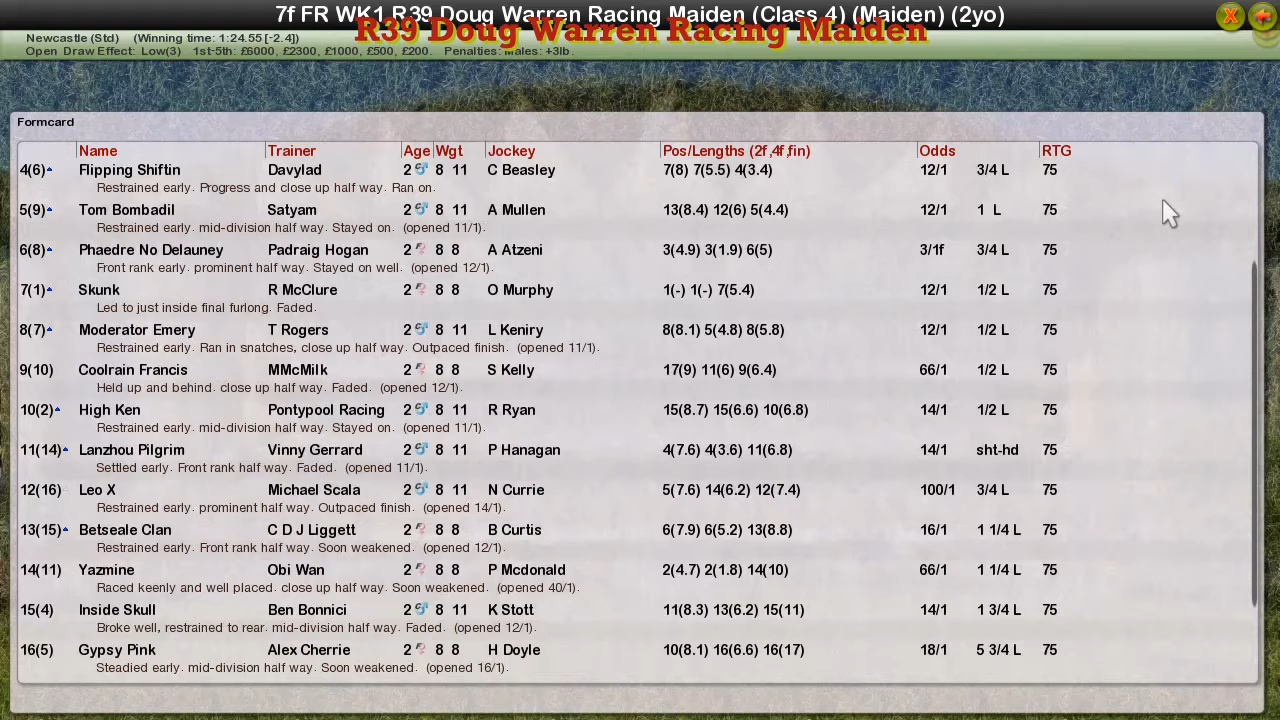 7f FR WK1 R39 Doug Warren Racing Maiden (Class 4) (Maiden) (2yo)
R39 Doug Warren Racing Maiden
Newcastle (Std) (Winning time: 1:24.55 [-2.4])
Open Draw Effect: Low(3) 1st-5th: £6000, £2300, £1000, £500, £200. Penalties: Males: +3lb.
Formcard
Name Trainer Age Wgt Jockey Pos/Lengths (2f,4f,fin) Odds RTG
4(6) Flipping Shiftin Davylad 2 8 11 C Beasley 7(8) 7(5.5) 4(3.4) 12/1 3/4 L 75
Restrained early. Progress and close up half way. Ran on.
5(9) Tom Bombadil Satyam 2 8 11 A Mullen 13(8.4) 12(6) 5(4.4) 12/1 1 L 75
Restrained early. mid-division half way. Stayed on. (opened 11/1).
6(8) Phaedre No Delauney Padraig Hogan 2 8 8 A Atzeni 3(4.9) 3(1.9) 6(5) 3/1f 3/4 L 75
Front rank early. prominent half way. Stayed on well. (opened 12/1).
7(1) Skunk R McClure 2 8 8 O Murphy 1(-) 1(-) 7(5.4) 12/1 1/2 L 75
Led to just inside final furlong. Faded.
8(7) Moderator Emery T Rogers 2 8 11 L Keniry 8(8.1) 5(4.8) 8(5.8) 12/1 1/2 L 75
Restrained early. Ran in snatches, close up half way. Outpaced finish. (opened 11/1).
9(10) Coolrain Francis MMcMilk 2 8 8 S Kelly 17(9) 11(6) 9(6.4) 66/1 1/2 L 75
Held up and behind. close up half way. Faded. (opened 12/1).
10(2) High Ken Pontypool Racing 2 8 11 R Ryan 15(8.7) 15(6.6) 10(6.8) 14/1 1/2 L 75
Restrained early. mid-division half way. Stayed on. (opened 11/1).
11(14) Lanzhou Pilgrim Vinny Gerrard 2 8 11 P Hanagan 4(7.6) 4(3.6) 11(6.8) 14/1 sht-hd 75
Settled early. Front rank half way. Faded. (opened 11/1).
12(16) Leo X Michael Scala 2 8 11 N Currie 5(7.6) 14(6.2) 12(7.4) 100/1 3/4 L 75
Restrained early. prominent half way. Outpaced finish. (opened 14/1).
13(15) Betseale Clan C D J Liggett 2 8 8 B Curtis 6(7.9) 6(5.2) 13(8.8) 16/1 1 1/4 L 75
Restrained early. Front rank half way. Soon weakened. (opened 12/1).
14(11) Yazmine Obi Wan 2 8 8 P Mcdonald 2(4.7) 2(1.8) 14(10) 66/1 1 1/4 L 75
Raced keenly and well placed. close up half way. Soon weakened. (opened 40/1).
15(4) Inside Skull Ben Bonnici 2 8 11 K Stott 11(8.3) 13(6.2) 15(11) 14/1 1 3/4 L 75
Broke well, restrained to rear. mid-division half way. Faded. (opened 12/1).
16(5) Gypsy Pink Alex Cherrie 2 8 8 H Doyle 10(8.1) 16(6.6) 16(17) 18/1 5 3/4 L 75
Steadied early. mid-division half way. Soon weakened. (opened 16/1).